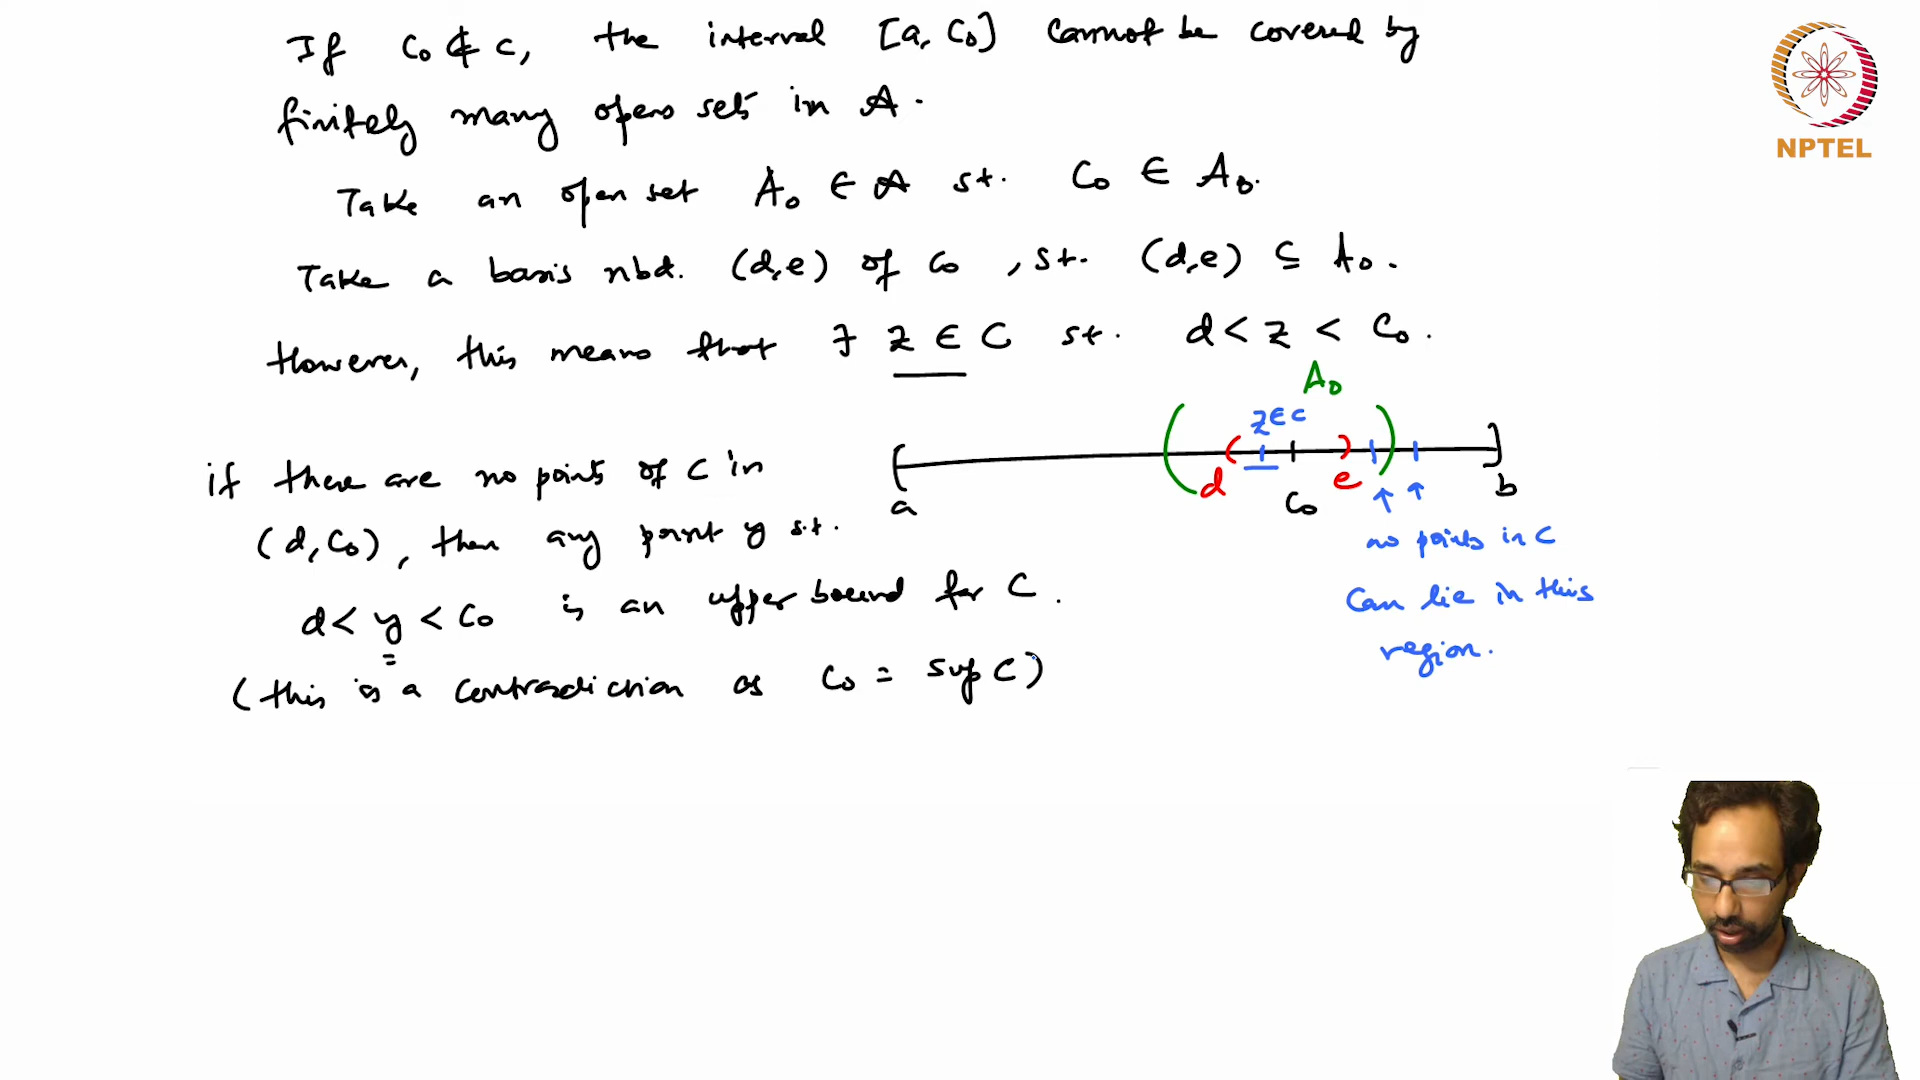 If C₀ ∉ C, the interval [a, C₀] cannot be covered by
finitely many open sets in A.
Take an open set A₀ ∈ A st. C₀ ∈ A₀.
Take a basis nbd. (d,e) of C₀, st. (d,e) ⊆ A₀.
However, this means that ∃ z ∈ C st. d < z < C₀.
if there are no points of C in
(d, C₀), then any point y s.t.
d < y < C₀ is an upper bound for C.
(this is a contradiction as C₀ = sup C)
A₀
z ∈ C
d
e
a
C₀
b
no points in C
can lie in this
region.
NPTEL